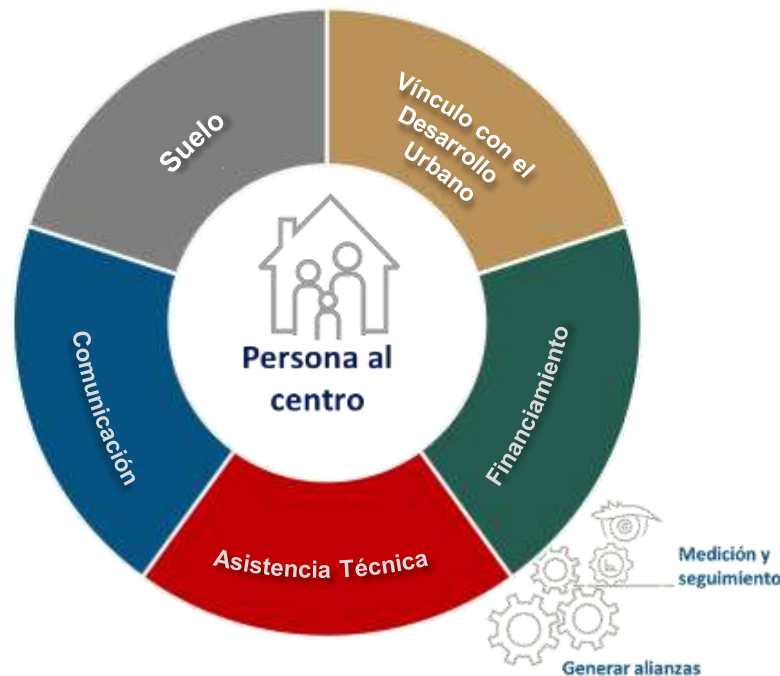 Suelo
Vínculo con el
Desarrollo
Urbano
Comunicación
Persona al
centro
Financiamiento
Asistencia Técnica
Medición y
seguimiento
Generar alianzas